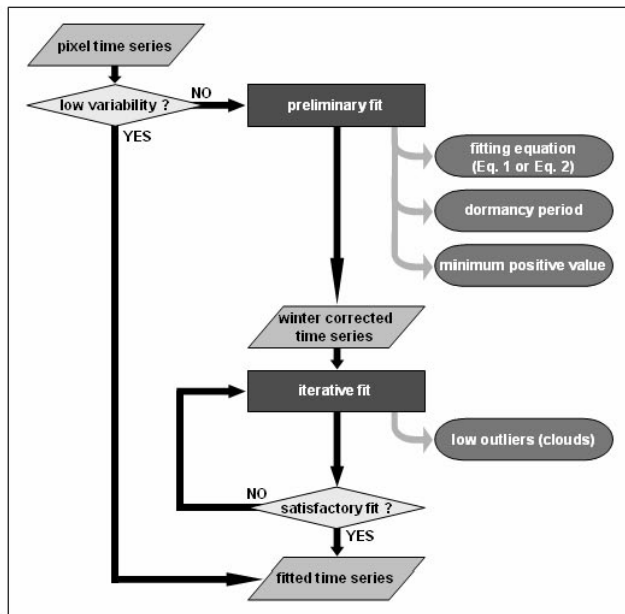 pixel time series
low variability ?
NO
YES
preliminary fit
fitting equation
(Eq. 1 or Eq. 2)
dormancy period
minimum positive value
winter corrected
time series
iterative fit
low outliers (clouds)
NO
satisfactory fit ?
YES
fitted time series